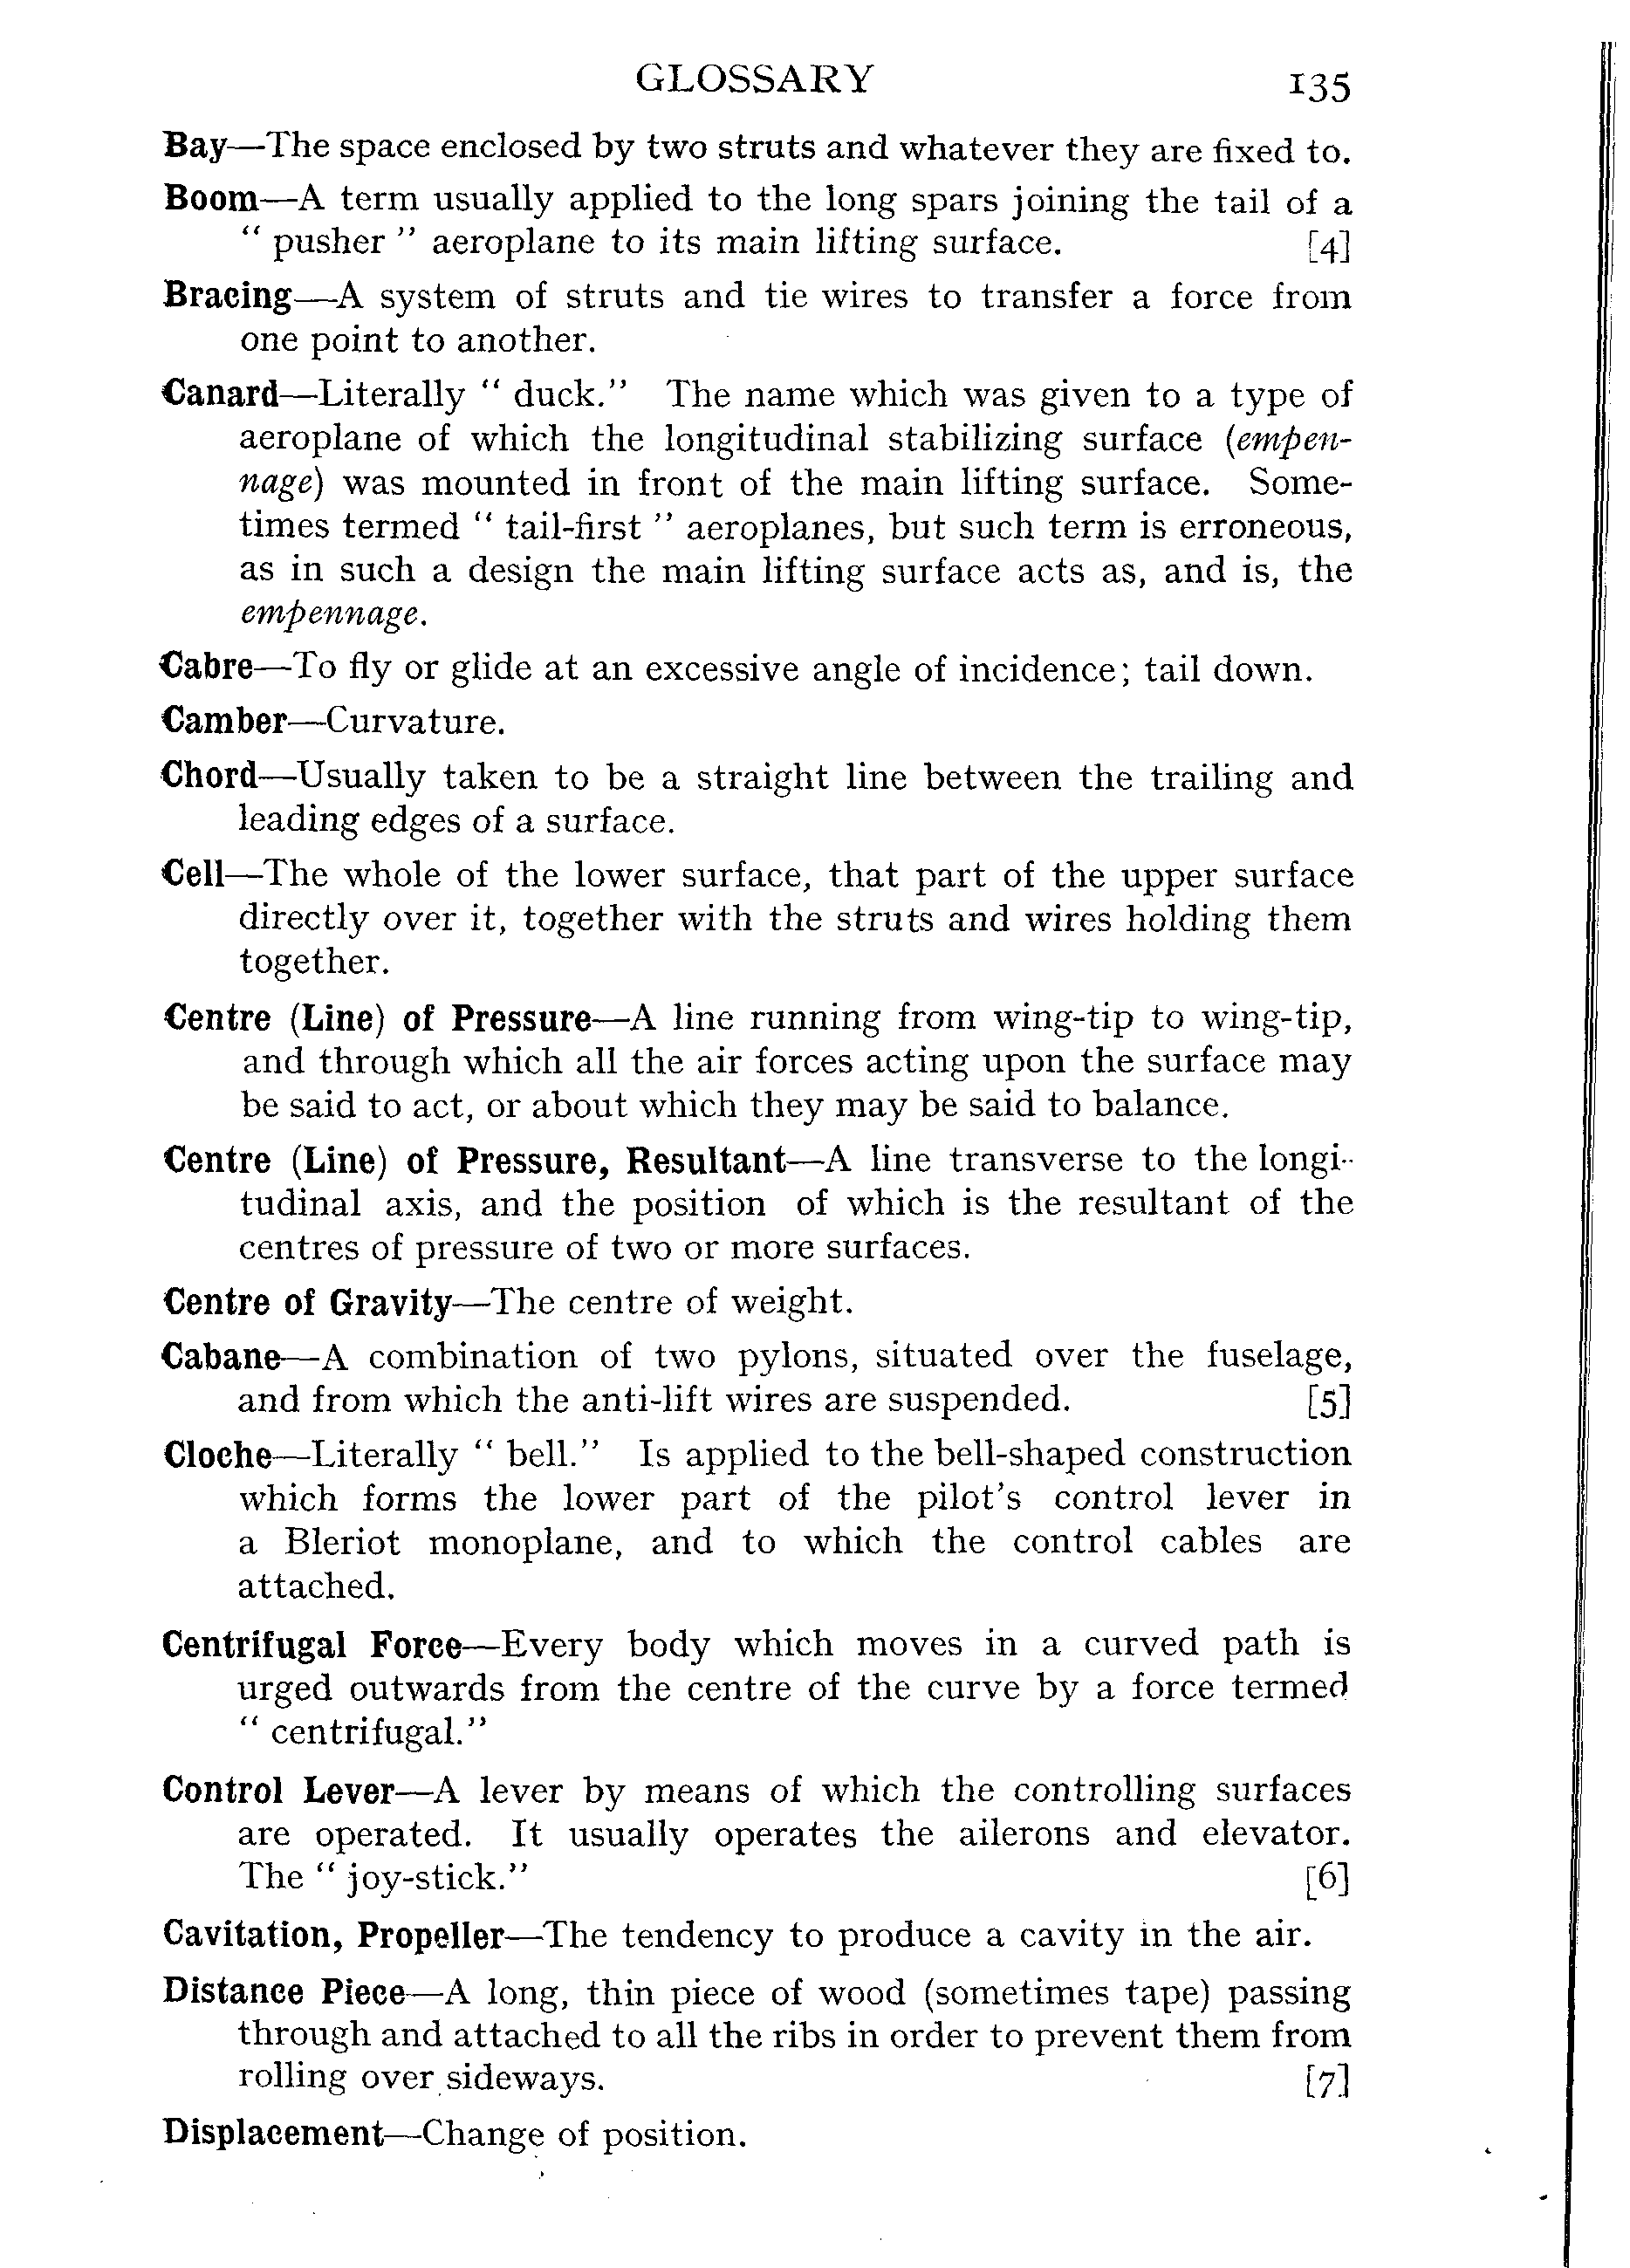 GLOSSARY 135
Bay—The space enclosed by two struts and whatever they are fixed to.
Boom—A term usually applied to the long spars joining the tail of a
“ pusher ” aeroplane to its main lifting surface. [4]
Bracing—A system of struts and tie wires to transfer a force from
one point to another.
Canard—Literally “ duck.” The name which was given to a type of
aeroplane of which the longitudinal stabilizing surface (empen-
nage) was mounted in front of the main lifting surface. Some-
times termed “ tail-first ” aeroplanes, but such term is erroneous,
as in such a design the main lifting surface acts as, and is, the
empennage.
Cabre—To fly or glide at an excessive angle of incidence; tail down.
Camber—Curvature.
Chord—Usually taken to be a straight line between the trailing and
leading edges of a surface.
Cell—The whole of the lower surface, that part of the upper surface
directly over it, together with the struts and wires holding them
together.
Centre (Line) of Pressure—A line running from wing-tip to wing-tip,
and through which all the air forces acting upon the surface may
be said to act, or about which they may be said to balance.
Centre (Line) of Pressure, Resultant—A line transverse to the longi-
tudinal axis, and the position of which is the resultant of the
centres of pressure of two or more surfaces.
Centre of Gravity—The centre of weight.
Cabane—A combination of two pylons, situated over the fuselage,
and from which the anti-lift wires are suspended. [5]
Cloche—Literally “ bell.” Is applied to the bell-shaped construction
which forms the lower part of the pilot's control lever in
a Bleriot monoplane, and to which the control cables are
attached.
Centrifugal Force—Every body which moves in a curved path is
urged outwards from the centre of the curve by a force termed
“ centrifugal.”
Control Lever—A lever by means of which the controlling surfaces
are operated. It usually operates the ailerons and elevator.
The “ joy-stick.” [6]
Cavitation, Propeller—The tendency to produce a cavity in the air.
Distance Piece—A long, thin piece of wood (sometimes tape) passing
through and attached to all the ribs in order to prevent them from
rolling over sideways. [7]
Displacement—Change of position.